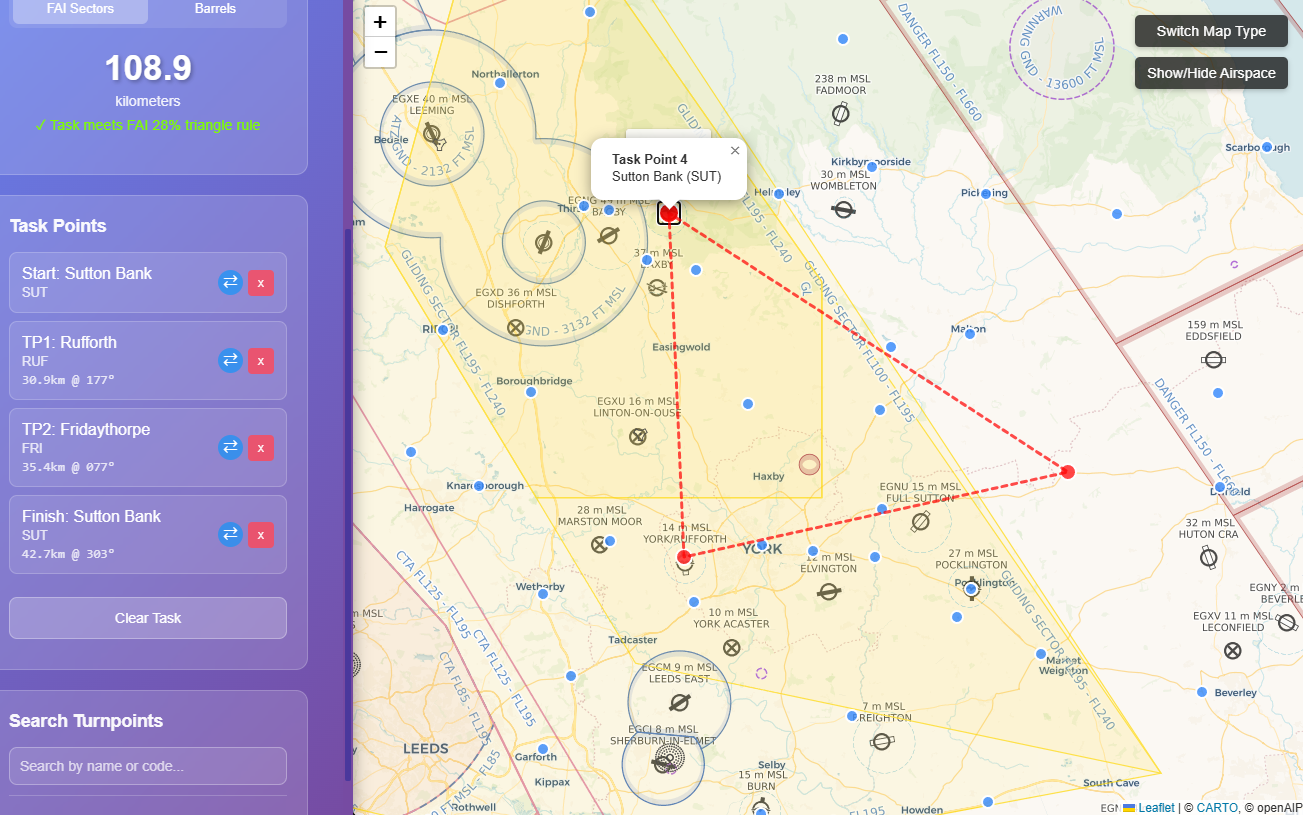 FAI Sectors
Barrels
108.9
kilometers
✓ Task meets FAI 28% triangle rule
Task Points
Start: Sutton Bank
SUT
x
TP1: Rufforth
RUF
30.9km @ 177°
x
TP2: Fridaythorpe
FRI
35.4km @ 077°
x
Finish: Sutton Bank
SUT
42.7km @ 303°
x
Clear Task
Search Turnpoints
Search by name or code...
+
−
Switch Map Type
Show/Hide Airspace
Task Point 4
Sutton Bank (SUT)
×
Northallerton
EGXE 40 m MSL
LEEMING
Bedale
ATZ GND - 2132 FT MSL
238 m MSL
FADMOOR
Kirkbymoorside
30 m MSL
WOMBLETON
Helmsley
Pickering
Scarborough
WARNING GND - 13600 FT MSL
DANGER FL150 - FL660
EGXD 36 m MSL
DISHFORTH
GND - 3132 FT MSL
GLIDING SECTOR FL195 - FL240
Easingwold
Boroughbridge
EGXU 16 m MSL
LINTON-ON-OUSE
GLIDING SECTOR FL100 - FL195
Malton
159 m MSL
EDDSFIELD
DANGER FL150 - FL660
Knaresborough
Harrogate
Haxby
28 m MSL
MARSTON MOOR
14 m MSL
YORK/RUFFORTH
YORK
EGNU 15 m MSL
FULL SUTTON
12 m MSL
ELVINGTON
27 m MSL
POCKLINGTON
Pocklington
Driffield
32 m MSL
HUTON CRA
EGNY 2 m
BEVERLE
EGXV 11 m MSL
LECONFIELD
Wetherby
10 m MSL
YORK ACASTER
Tadcaster
CTA FL125 - FL195
CTA FL125 - FL195
CTA FL85 - FL195
EGCM 9 m MSL
LEEDS EAST
GLIDING SECTOR FL195 - FL240
Market
Weighton
Beverley
7 m MSL
BREIGHTON
EGCJ 8 m MSL
SHERBURN-IN-ELMET
LEEDS
Garforth
Kippax
Rothwell
Selby
15 m MSL
BURN
Howden
South Cave
Leaflet | © CARTO, © openAIP